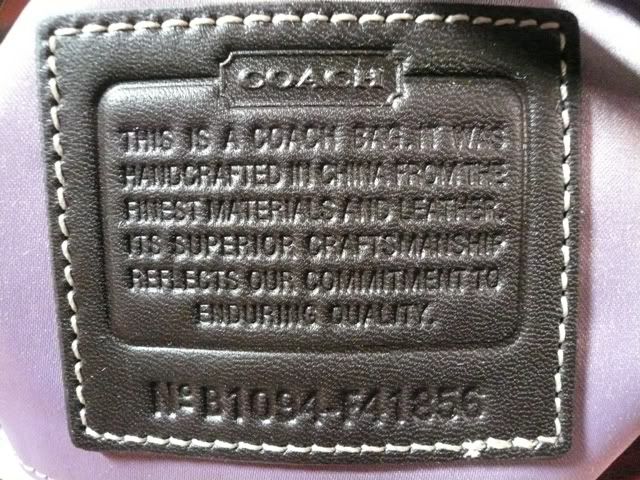 COACH
THIS IS A COACH BAG. IT WAS
HANDCRAFTED IN CHINA FROM THE
FINEST MATERIALS AND LEATHER.
ITS SUPERIOR CRAFTSMANSHIP
REFLECTS OUR COMMITMENT TO
ENDURING QUALITY.
Nº B1094-F41856